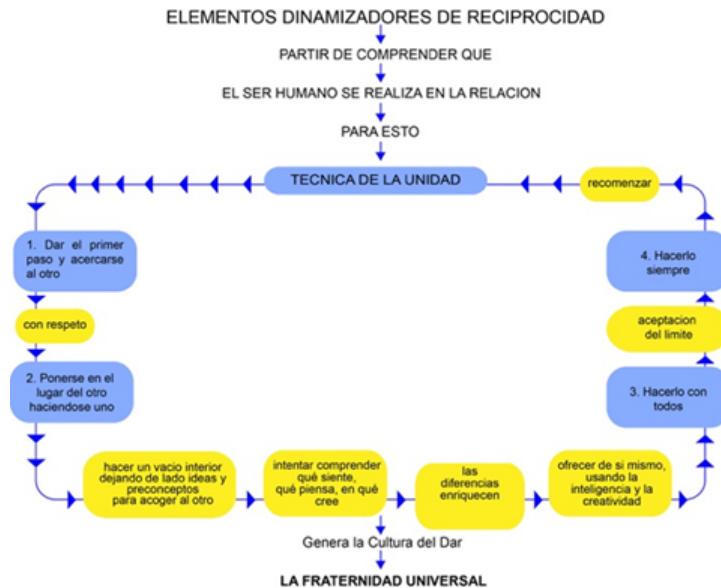 ELEMENTOS DINAMIZADORES DE RECIPROCIDAD
PARTIR DE COMPRENDER QUE
EL SER HUMANO SE REALIZA EN LA RELACION
PARA ESTO
TECNICA DE LA UNIDAD
1. Dar el primer
paso y acercarse
al otro
con respeto
2. Ponerse en el
lugar del otro
haciendose uno
hacer un vacio interior
dejando de lado ideas y
preconceptos
para acoger al otro
intentar comprender
qué siente,
qué piensa, en qué
cree
las
diferencias
enriquecen
ofrecer de si mismo,
usando la
inteligencia y la
creatividad
3. Hacerlo con
todos
aceptacion
del limite
4. Hacerlo
siempre
recomenzar
Genera la Cultura del Dar
LA FRATERNIDAD UNIVERSAL